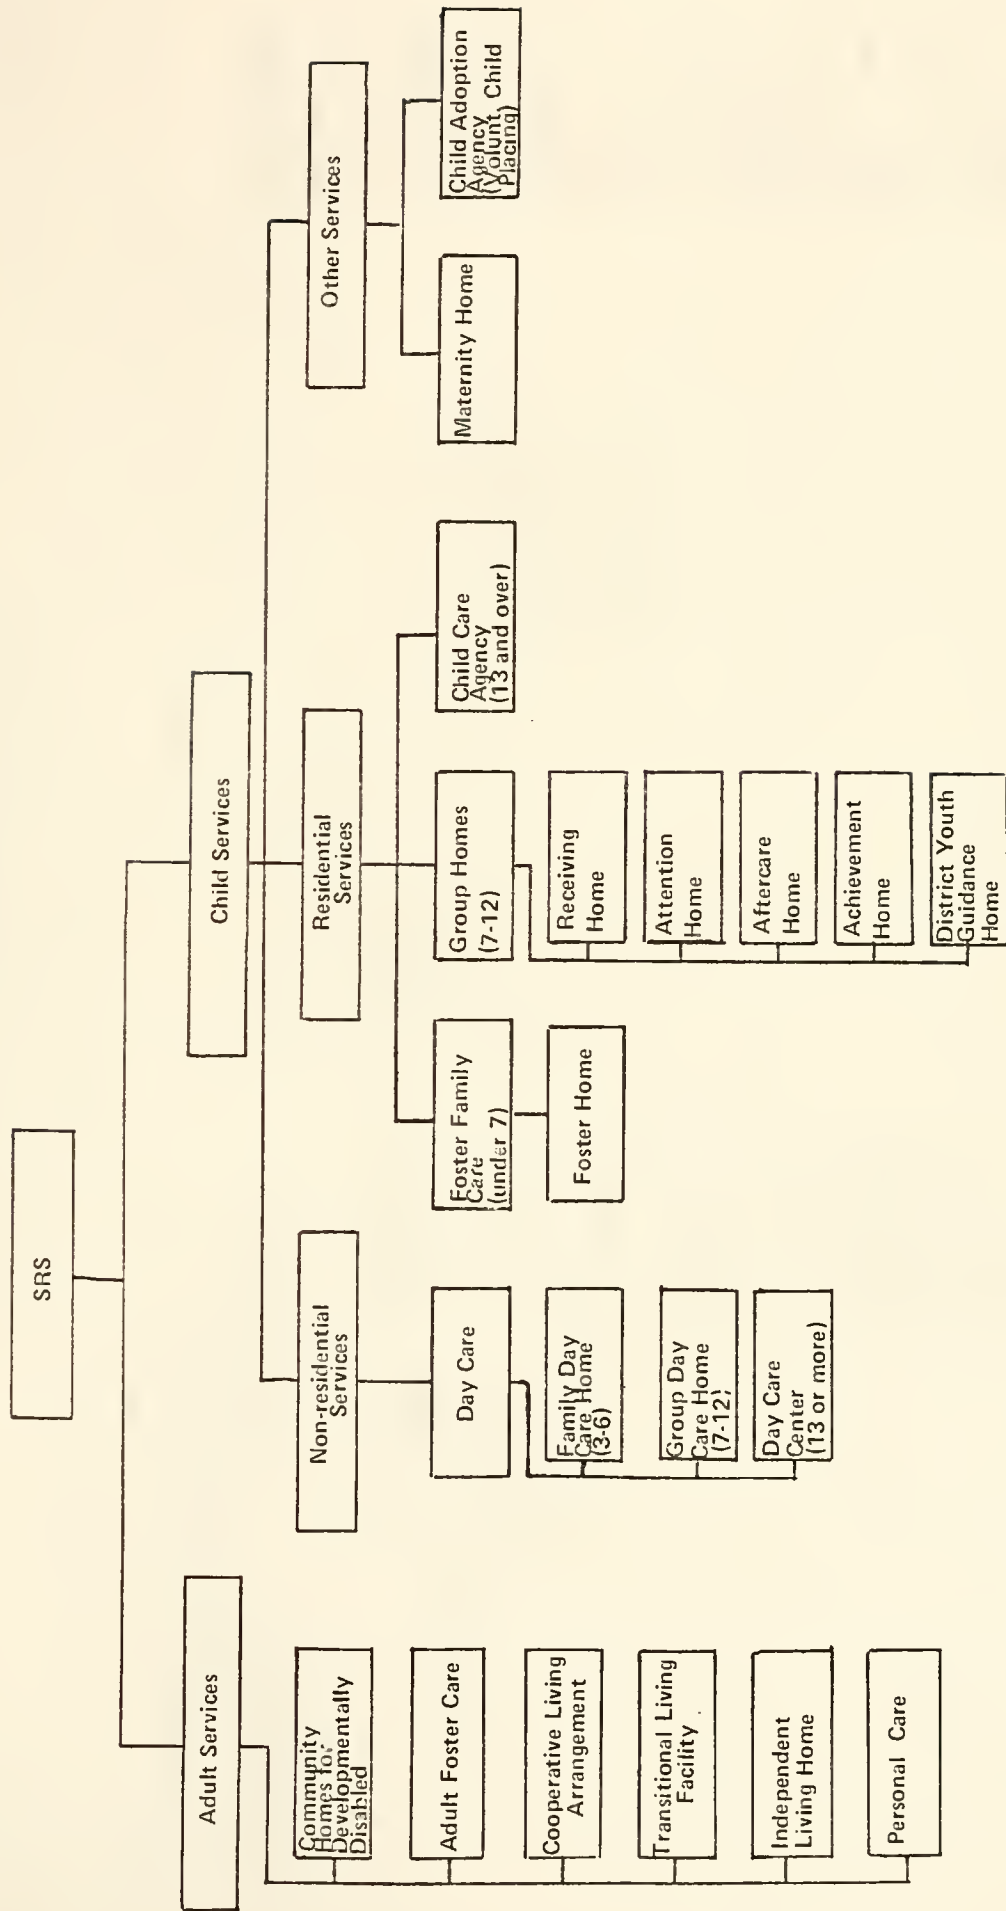 SRS
Adult Services
Child Services
Community
Homes for
Developmentally
Disabled
Adult Foster Care
Cooperative Living
Arrangement
Transitional Living
Facility
Independent
Living Home
Personal Care
Non-residential
Services
Day Care
Family Day
Care Home
(3-6)
Group Day
Care Home
(7-12)
Day Care
Center
(13 or more)
Residential
Services
Foster Family
Care
(under 7)
Foster Home
Group Homes
(7-12)
Receiving
Home
Attention
Home
Aftercare
Home
Achievement
Home
District Youth
Guidance
Home
Child Care
Agency
(13 and over)
Other Services
Maternity Home
Child Adoption
Agency
(Volunt. Child
Placing)